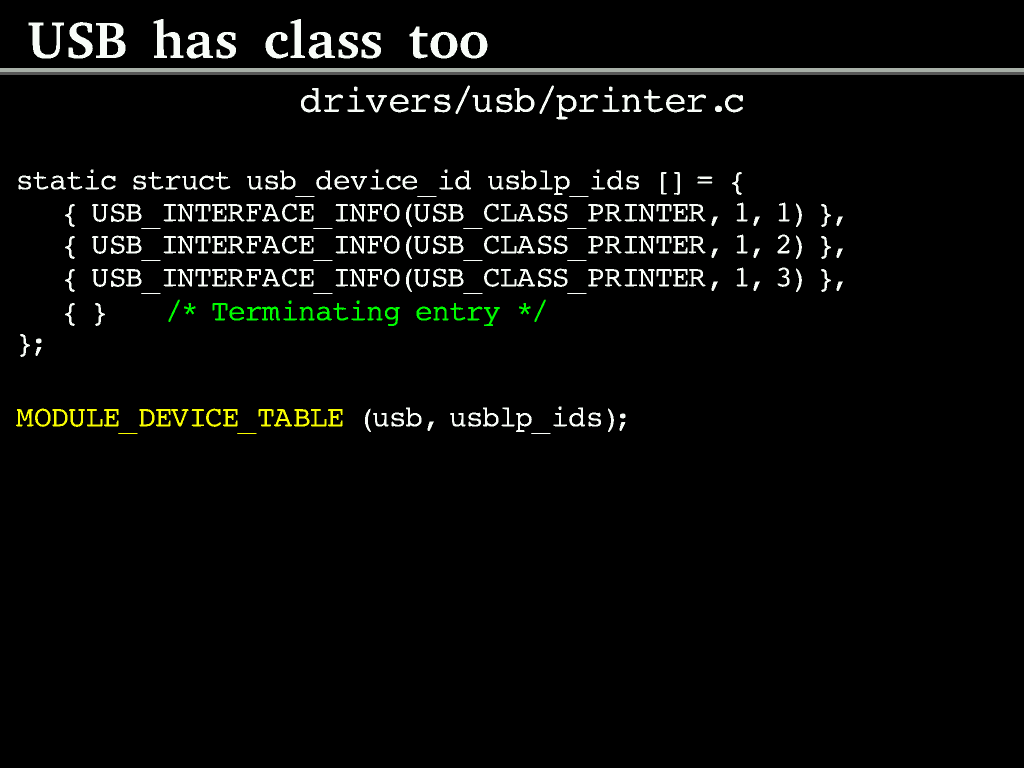 USB has class too
drivers/usb/printer.c
static struct usb_device_id usblp_ids [] = {
{ USB_INTERFACE_INFO(USB_CLASS_PRINTER, 1, 1) },
{ USB_INTERFACE_INFO(USB_CLASS_PRINTER, 1, 2) },
{ USB_INTERFACE_INFO(USB_CLASS_PRINTER, 1, 3) },
{ } /* Terminating entry */
};
MODULE_DEVICE_TABLE (usb, usblp_ids);